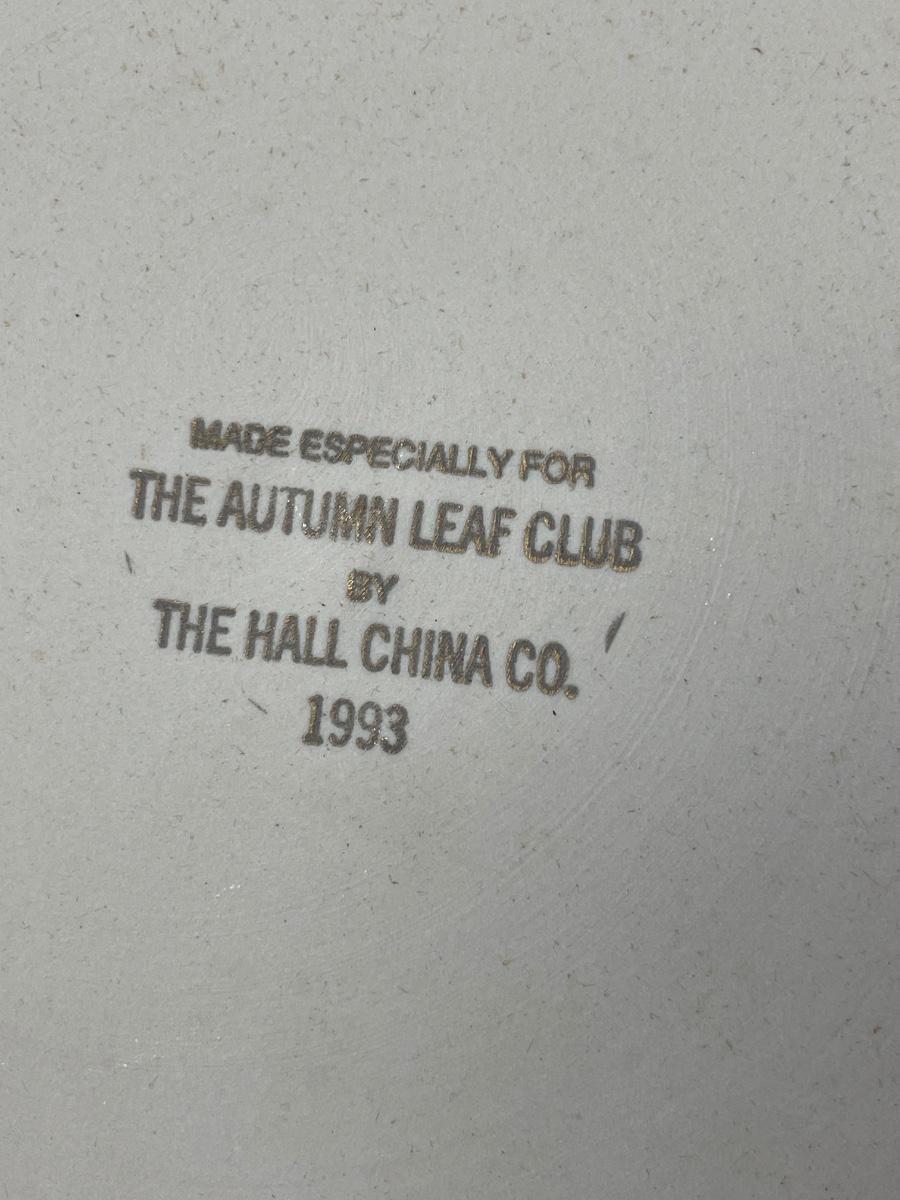 MADE ESPECIALLY FOR
THE AUTUMN LEAF CLUB
BY
THE HALL CHINA CO.
1993